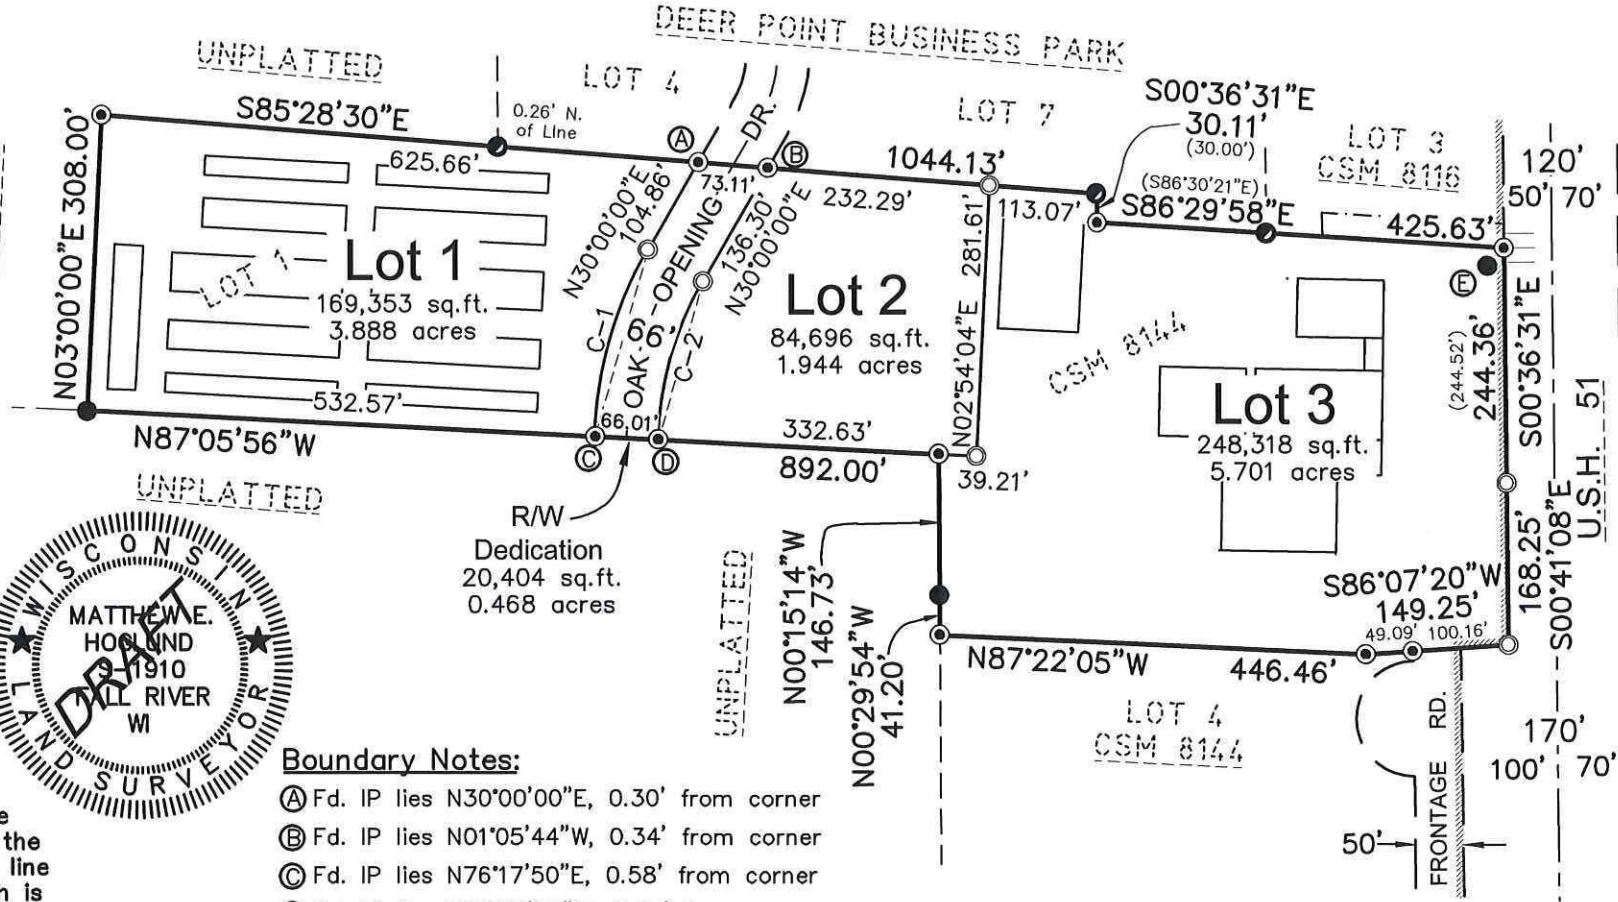 DEER POINT BUSINESS PARK
UNPLATTED
LOT 4
LOT 7
S00°36'31"E
30.11'
(30.00')
LOT 3
CSM 8116
120'
50' 70'
S85°28'30"E
0.26' N.
of Line
625.66'
A
B
73.11'
DR.
1044.13'
232.29'
113.07'
(S86°30'21"E)
S86°29'58"E
425.63'
E
N03°00'00"E 308.00'
N30°00'00"E
104.86'
136.30'
N30°00'00"E
281.61'
N02°54'04"E
LOT 1
Lot 1
169,353 sq.ft.
3.888 acres
C-1
66'
OAK OPENING
C-2
Lot 2
84,696 sq.ft.
1.944 acres
CSM 8144
Lot 3
248,318 sq.ft.
5.701 acres
(244.52')
244.36'
S00°36'31"E
U.S.H. 51
532.57'
66.01'
332.63'
N87°05'56"W
C
D
892.00'
39.21'
UNPLATTED
R/W
Dedication
20,404 sq.ft.
0.468 acres
UNPLATTED
N00°15'14"W
146.73'
N00°29'54"W
41.20'
S86°07'20"W
149.25'
49.09' 100.16'
168.25'
S00°41'08"E
N87°22'05"W
446.46'
LOT 4
CSM 8144
170'
100' 70'
50'
FRONTAGE RD.
WISCONSIN
MATTHEW E.
HOGLUND
S-1910
FALL RIVER
WI
DRAFT
LAND SURVEYOR
e
the
line
n is
Boundary Notes:
A Fd. IP lies N30°00'00"E, 0.30' from corner
B Fd. IP lies N01°05'44"W, 0.34' from corner
C Fd. IP lies N76°17'50"E, 0.58' from corner